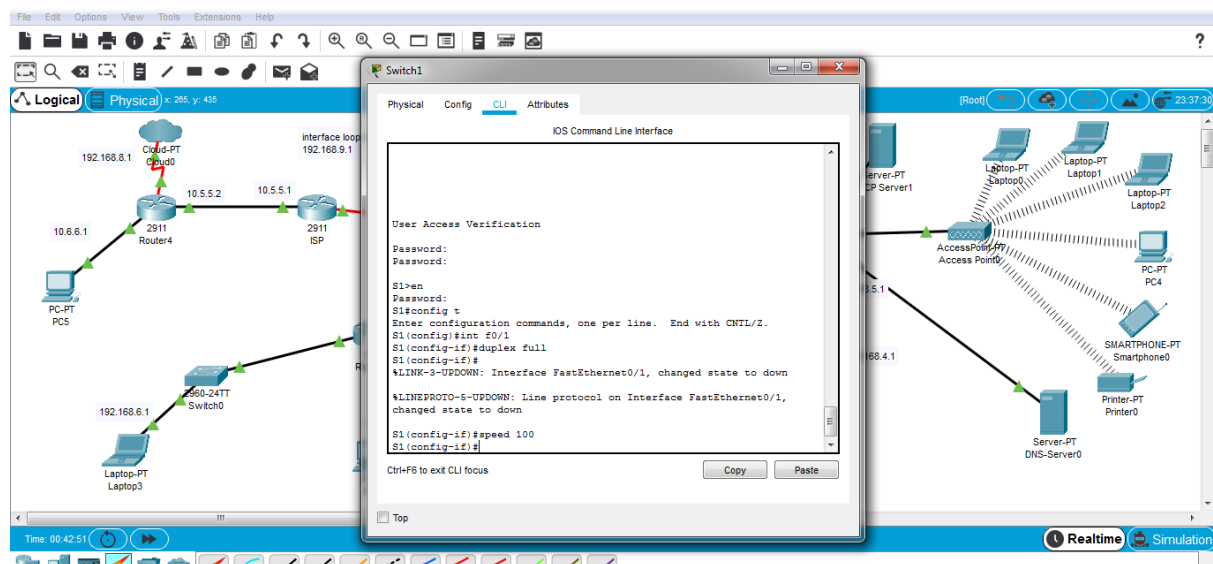 File Edit Options View Tools Extensions Help
?
Logical Physical x: 265, y: 435
[Root] 23:37:30
Switch1
Physical Config CLI Attributes
IOS Command Line Interface
User Access Verification
Password:
Password:
S1>en
Password:
S1#config t
Enter configuration commands, one per line. End with CNTL/Z.
S1(config)#int f0/1
S1(config-if)#duplex full
S1(config-if)#
%LINK-3-UPDOWN: Interface FastEthernet0/1, changed state to down
%LINEPROTO-5-UPDOWN: Line protocol on Interface FastEthernet0/1,
changed state to down
S1(config-if)#speed 100
S1(config-if)#
Ctrl+F6 to exit CLI focus
Copy Paste
Top
192.168.8.1
Cloud-PT
Cloud0
interface loop
192.168.9.1
10.5.5.2
10.5.5.1
10.6.6.1
2911
Router4
2911
ISP
PC-PT
PC5
R
2960-24TT
Switch0
192.168.6.1
Laptop-PT
Laptop3
erver-PT
CP Server1
Laptop-PT
Laptop0
Laptop-PT
Laptop1
Laptop-PT
Laptop2
AccessPoint-PT
Access Point0
PC-PT
PC4
.5.1
168.4.1
SMARTPHONE-PT
Smartphone0
Printer-PT
Printer0
Server-PT
DNS-Server0
Time: 00:42:51
Realtime Simulation